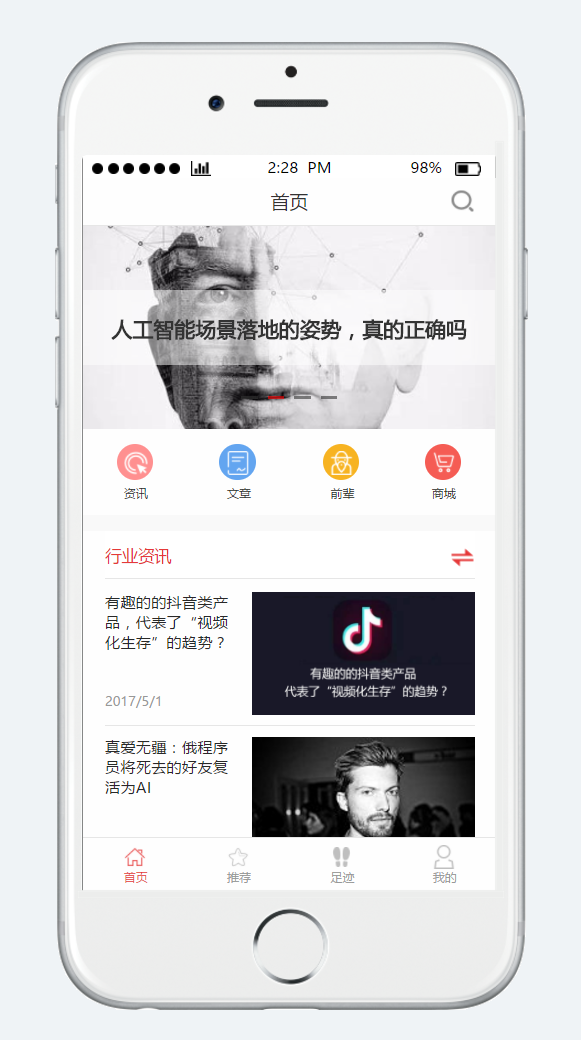 2:28 PM
98%
首页
人工智能场景落地的姿势，真的正确吗
资讯
文章
前辈
商城
行业资讯
有趣的的抖音类产
品，代表了“视频
化生存”的趋势？
2017/5/1
有趣的的抖音类产品
代表了“视频化生存”的趋势？
真爱无疆：俄程序
员将死去的好友复
活为AI
首页
推荐
足迹
我的